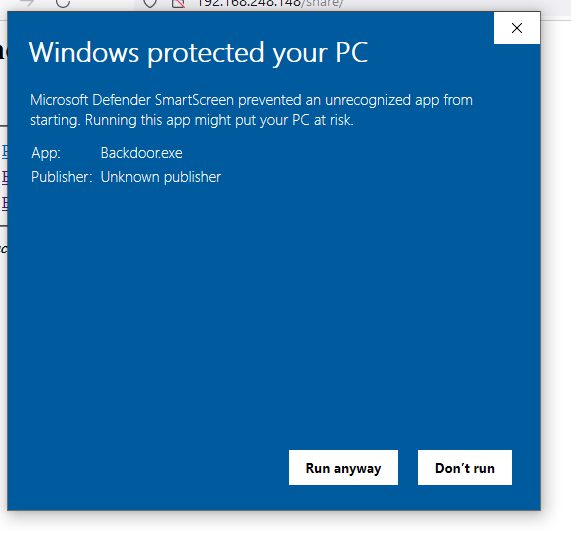 192.168.248.148/share/
Windows protected your PC
Microsoft Defender SmartScreen prevented an unrecognized app from
starting. Running this app might put your PC at risk.
App: Backdoor.exe
Publisher: Unknown publisher
Run anyway Don't run